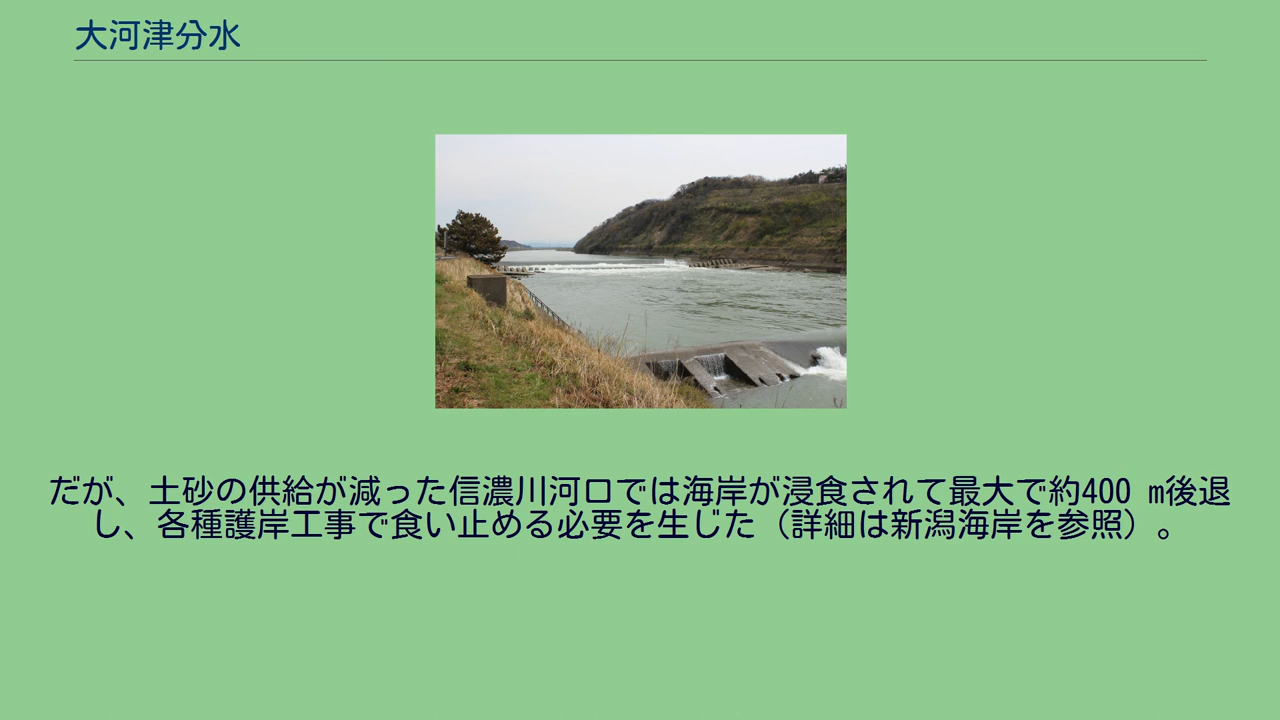 大河津分水
だが、土砂の供給が減った信濃川河口では海岸が浸食されて最大で約400 m後退
し、各種護岸工事で食い止める必要を生じた（詳細は新潟海岸を参照）。